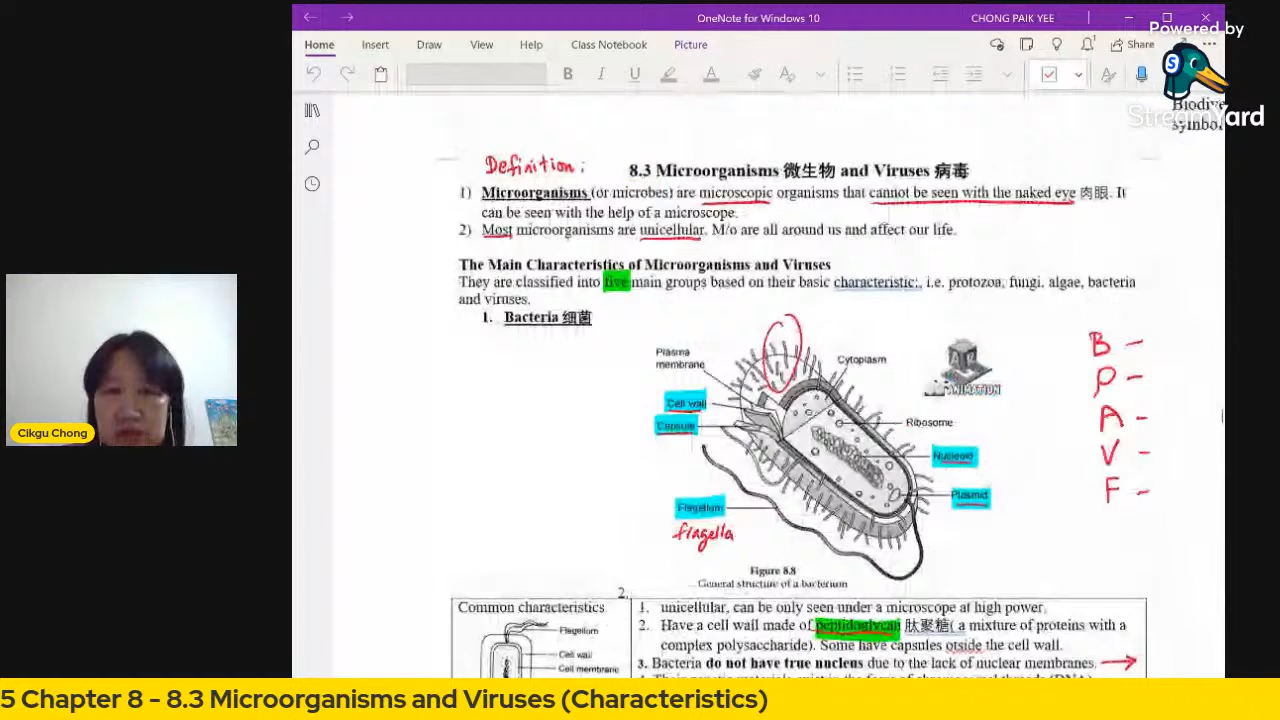 OneNote for Windows 10
CHONG PAIK YEE
Powered by
Home Insert Draw View Help Class Notebook Picture
Share
StreamYard
Biodive
symbol
Definition:
8.3 Microorganisms 微生物 and Viruses 病毒
1) Microorganisms (or microbes) are microscopic organisms that cannot be seen with the naked eye 肉眼. It
can be seen with the help of a microscope.
2) Most microorganisms are unicellular. M/o are all around us and affect our life.
The Main Characteristics of Microorganisms and Viruses
They are classified into five main groups based on their basic characteristic:, i.e. protozoa, fungi, algae, bacteria
and viruses.
1. Bacteria 细菌
Plasma
membrane
Cytoplasm
ANIMATION
B -
P -
A -
V -
F -
Cell wall
Capsule
Ribosome
Nucleoid
Plasmid
Flagellum
flagella
Figure 8.8
General structure of a bacterium
2.
Common characteristics
Flagellum
Cell wall
Cell membrane
1. unicellular, can be only seen under a microscope at high power.
2. Have a cell wall made of peptidoglycan 肽聚糖( a mixture of proteins with a
complex polysaccharide). Some have capsules otside the cell wall.
3. Bacteria do not have true nucleus due to the lack of nuclear membranes.
Cikgu Chong
5 Chapter 8 - 8.3 Microorganisms and Viruses (Characteristics)